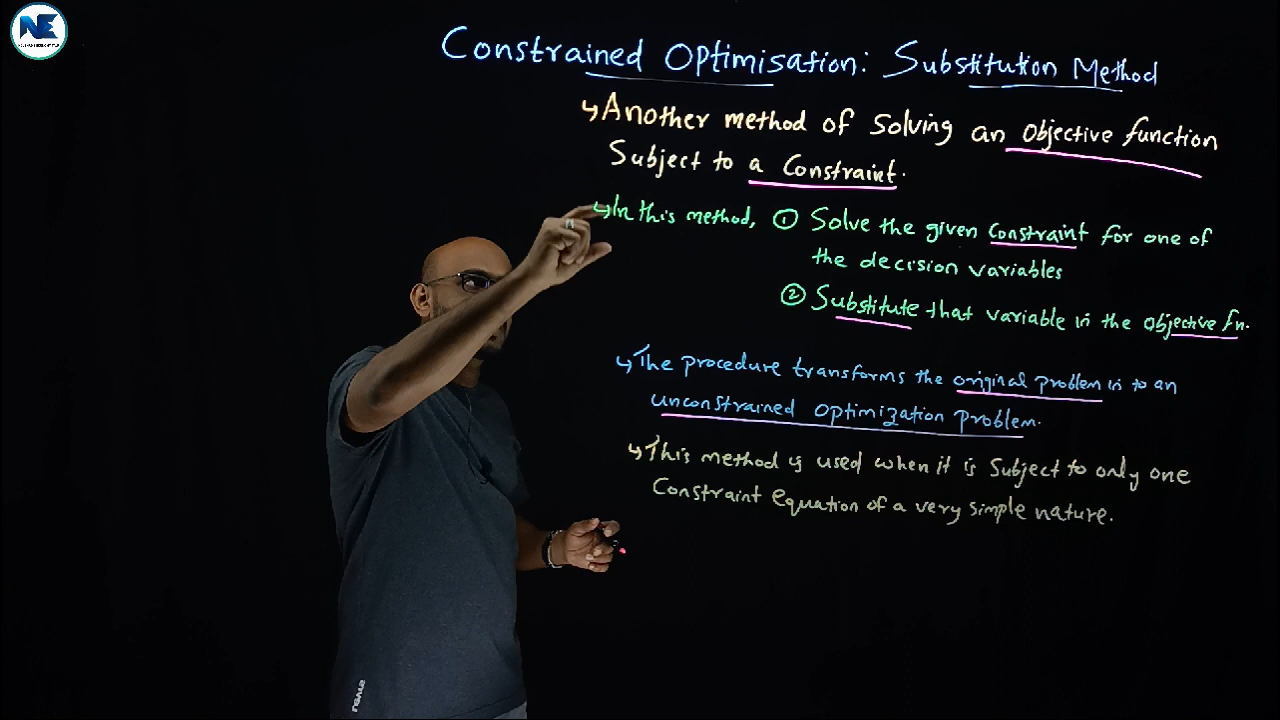 NE
Constrained Optimisation: Substitution Method
↳Another method of solving an objective function
Subject to a Constraint.
↳In this method, ① Solve the given constraint for one of
the decision variables
② Substitute that variable in the objective fn.
↳The procedure transforms the original problem in to an
unconstrained optimization problem.
↳This method is used when it is subject to only one
Constraint equation of a very simple nature.